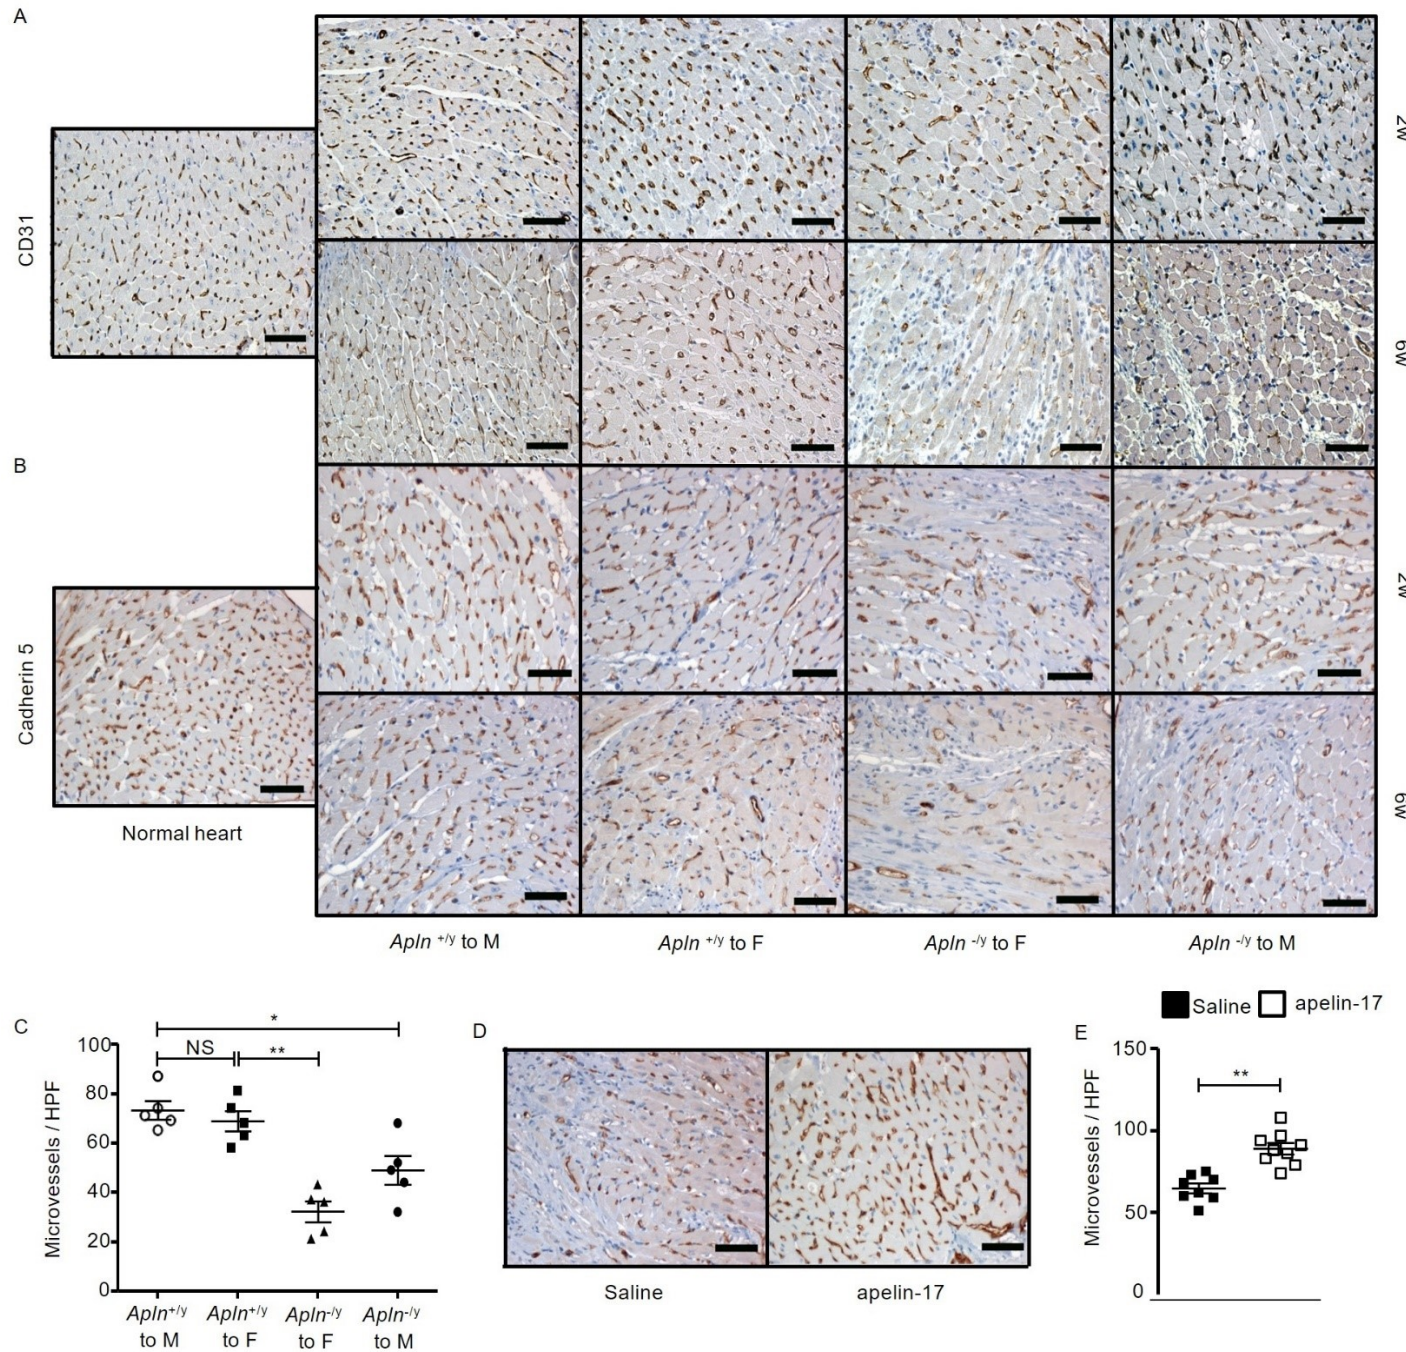 A
CD31
2w
6w
B
Cadherin 5
2w
6w
Normal heart
Apln +/y to M
Apln +/y to F
Apln -/y to F
Apln -/y to M
C
*
NS
**
100
80
60
40
20
0
Microvessels / HPF
Apln+/y to M
Apln+/y to F
Apln-/y to F
Apln-/y to M
D
Saline
apelin-17
Saline
apelin-17
E
**
150
100
50
0
Microvessels / HPF